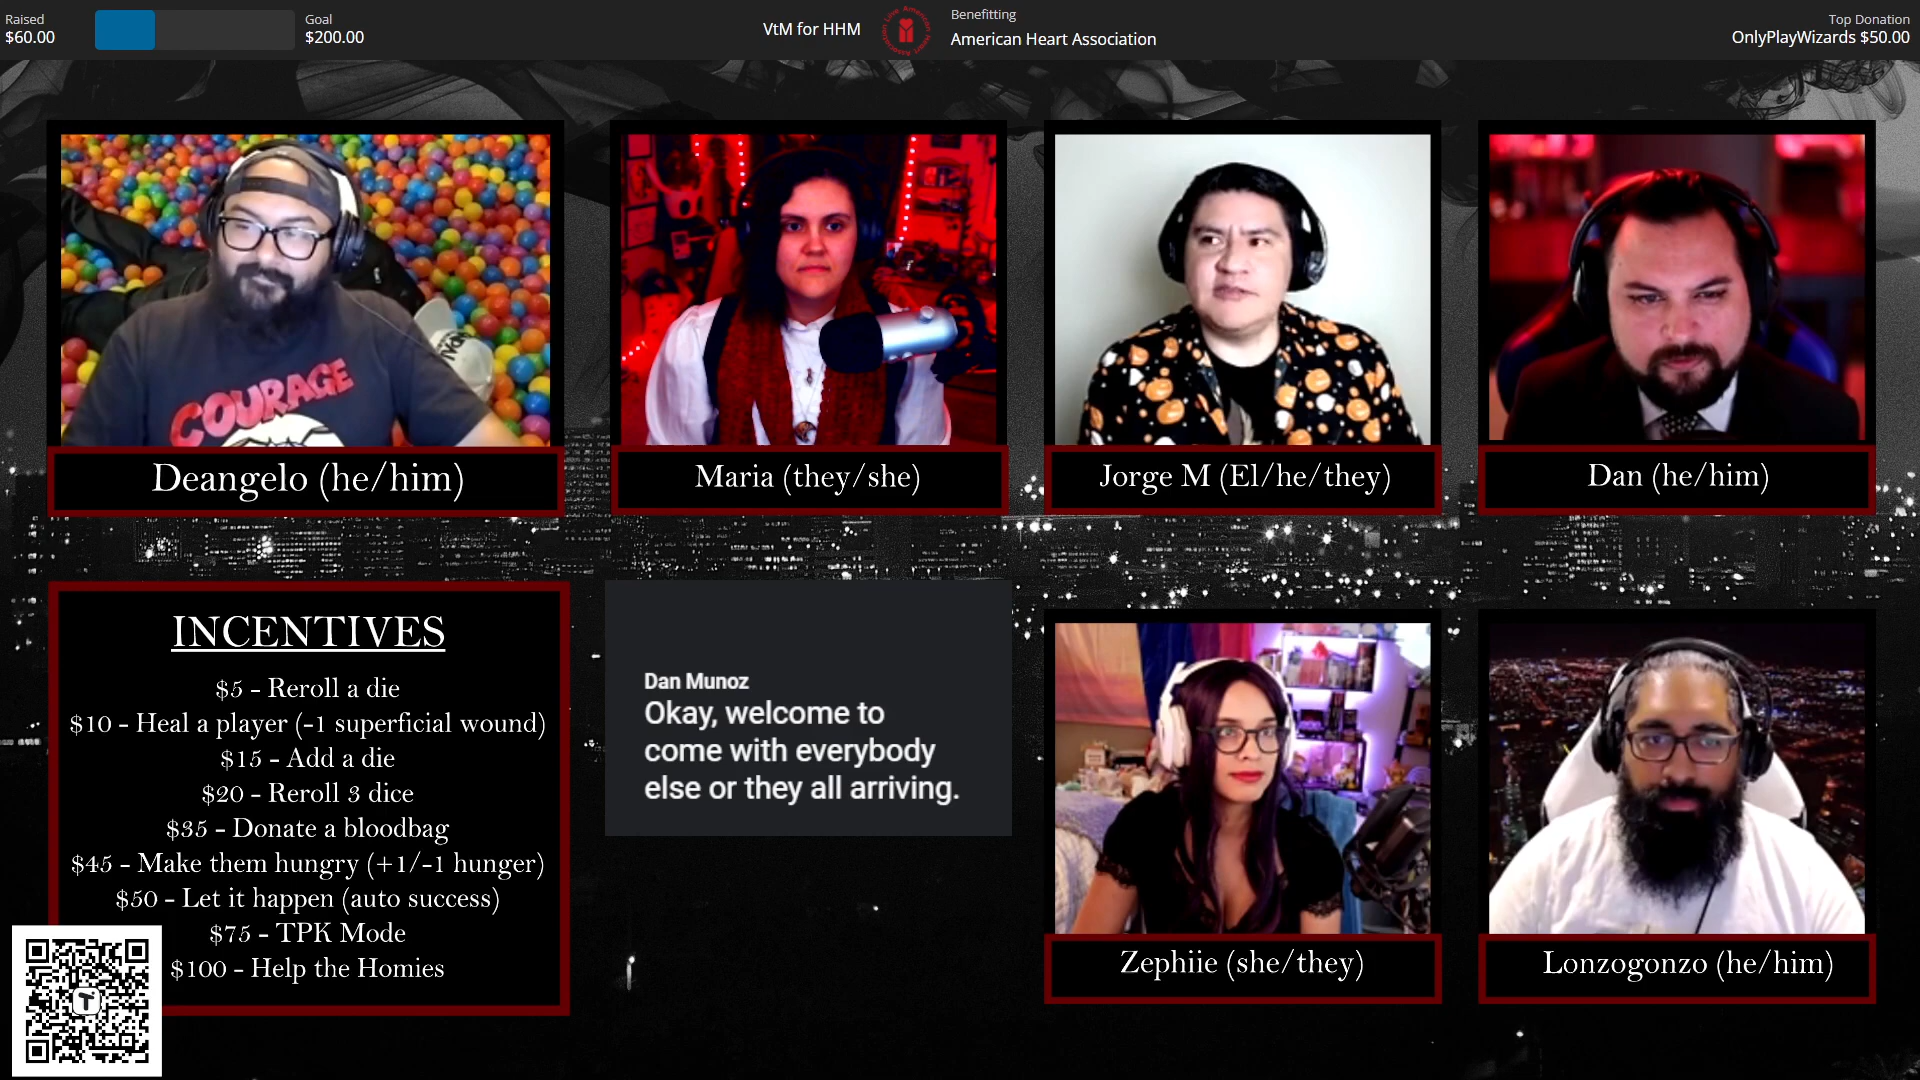 Raised
$60.00
Goal
$200.00
VtM for HHM
Benefitting
American Heart Association
Top Donation
OnlyPlayWizards $50.00
COURAGE
Deangelo (he/him)
Maria (they/she)
Jorge M (El/he/they)
Dan (he/him)
INCENTIVES
$5 - Reroll a die
$10 - Heal a player (-1 superficial wound)
$15 - Add a die
$20 - Reroll 3 dice
$35 - Donate a bloodbag
$45 - Make them hungry (+1/-1 hunger)
$50 - Let it happen (auto success)
$75 - TPK Mode
$100 - Help the Homies
Dan Munoz
Okay, welcome to
come with everybody
else or they all arriving.
Zephiie (she/they)
Lonzogonzo (he/him)